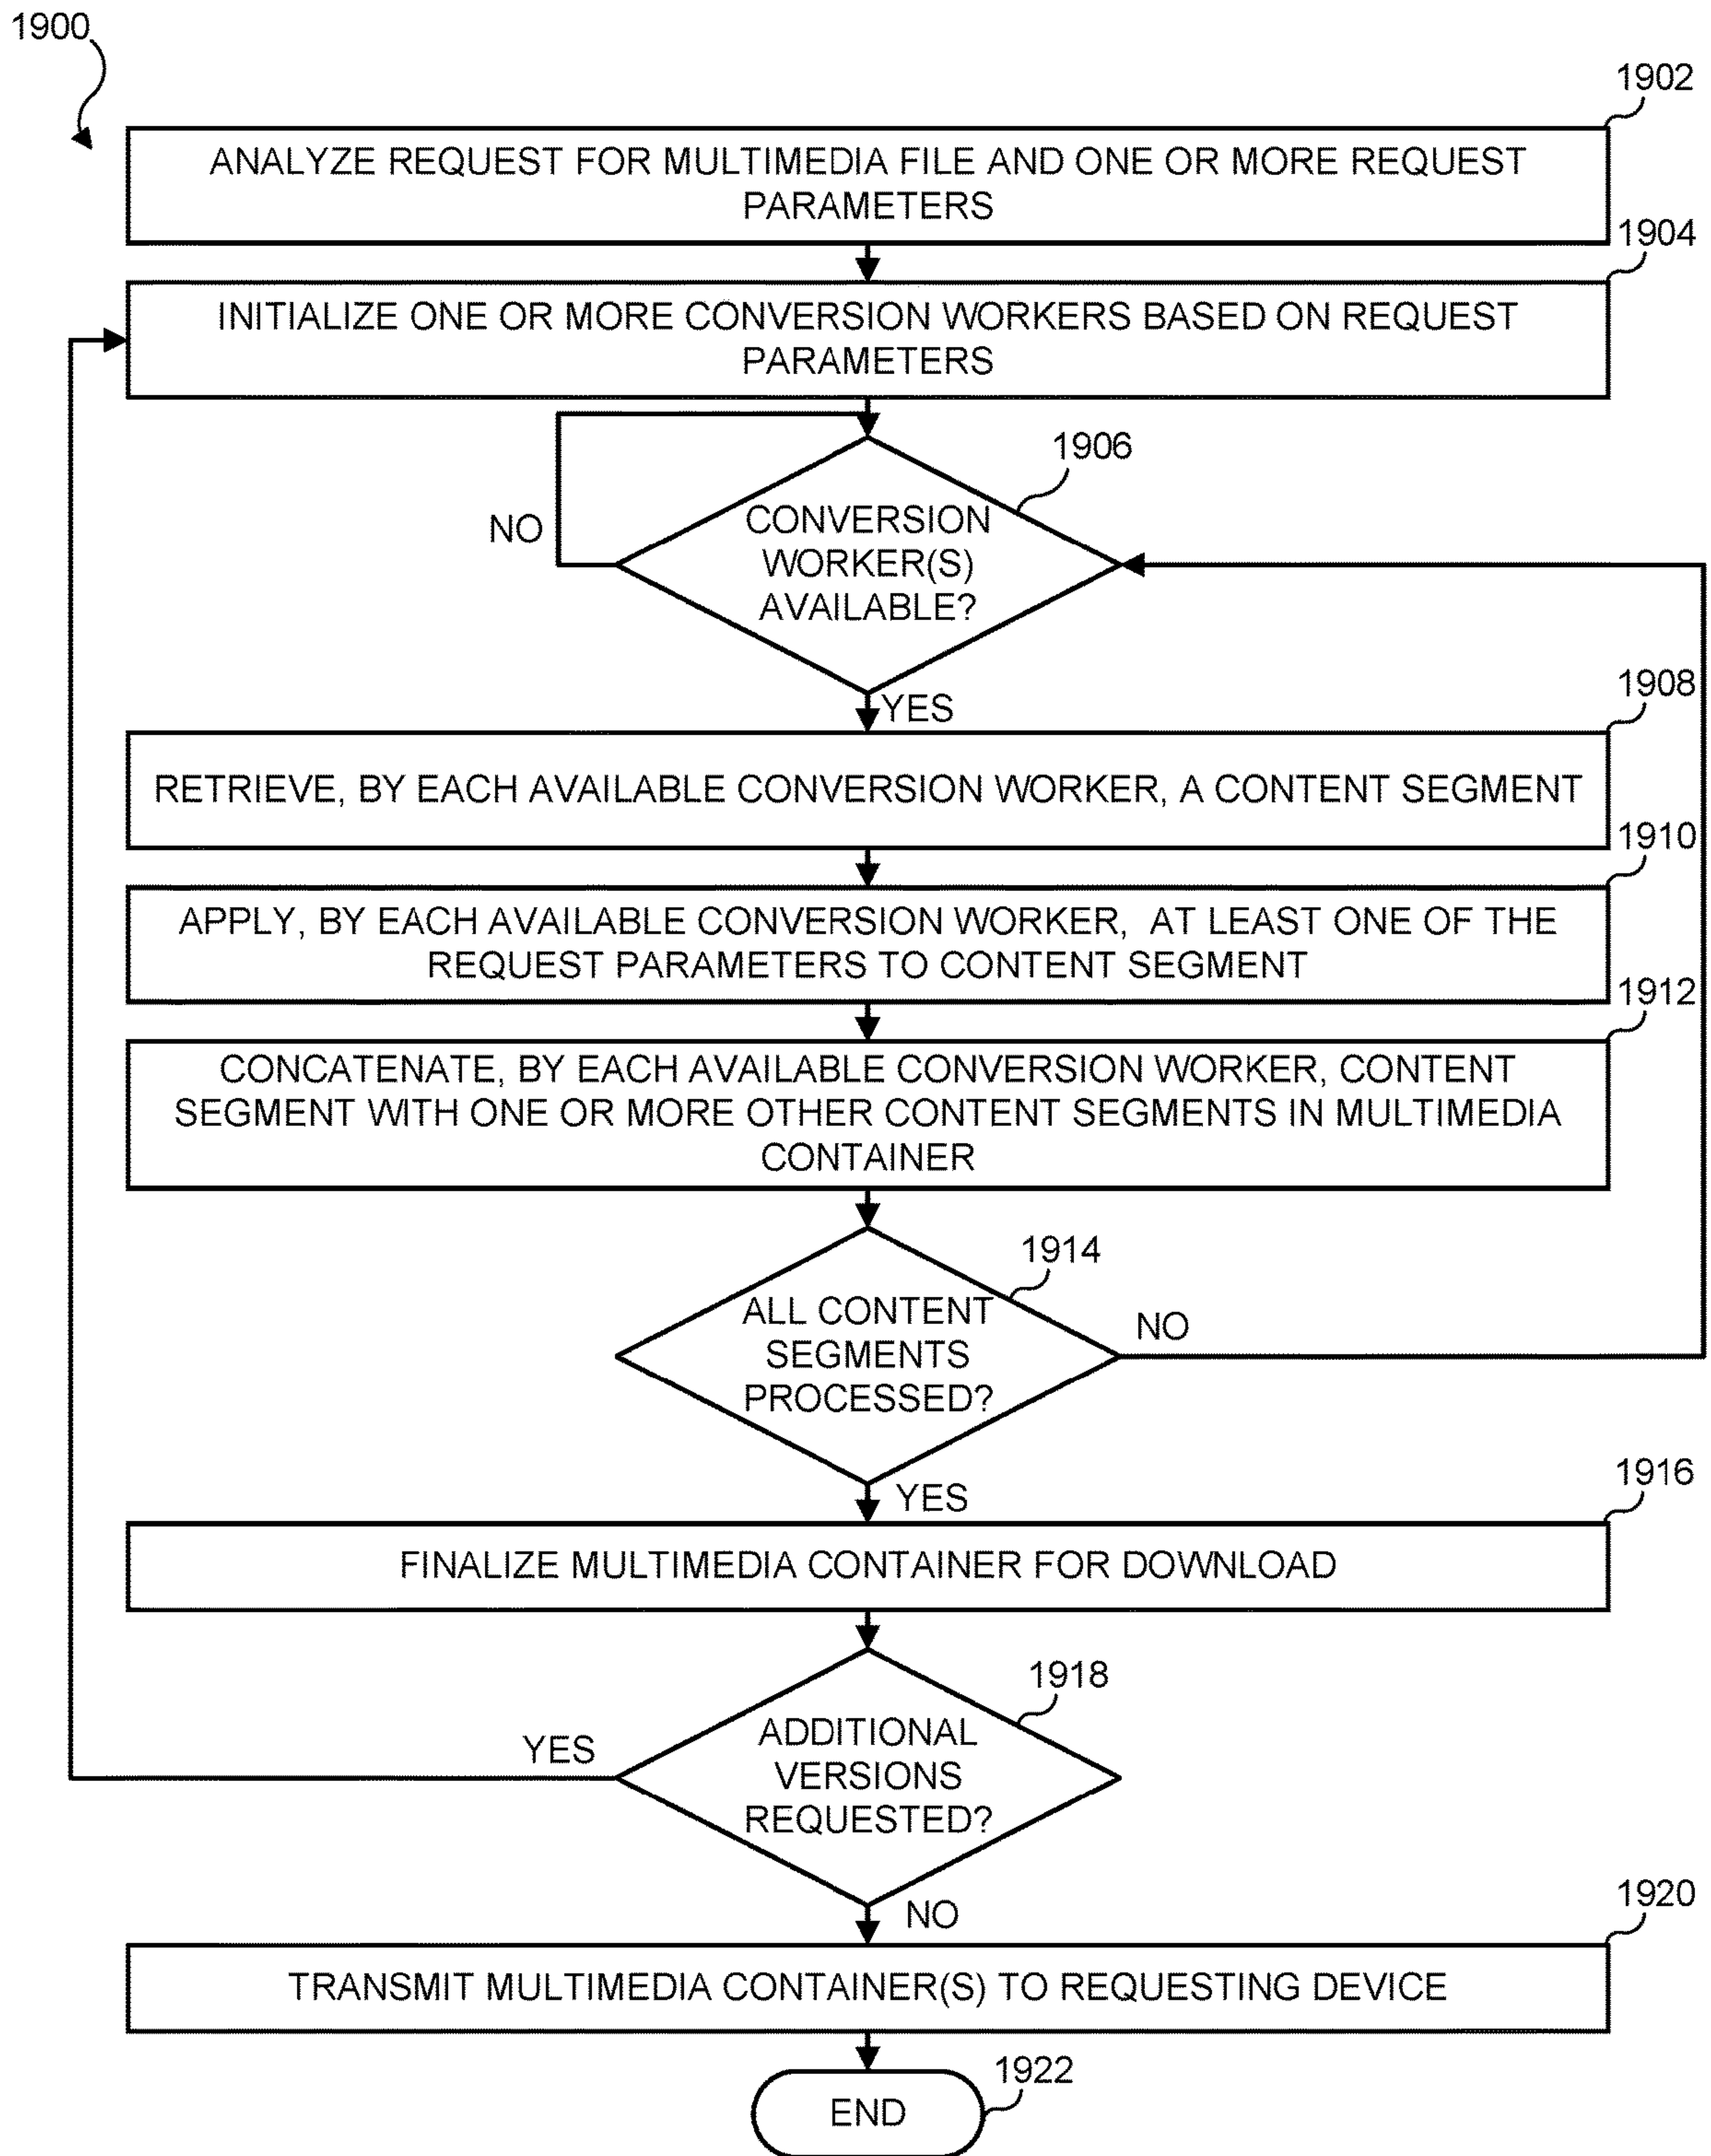 1900
1902
ANALYZE REQUEST FOR MULTIMEDIA FILE AND ONE OR MORE REQUEST
PARAMETERS
1904
INITIALIZE ONE OR MORE CONVERSION WORKERS BASED ON REQUEST
PARAMETERS
1906
NO
CONVERSION
WORKER(S)
AVAILABLE?
YES
1908
RETRIEVE, BY EACH AVAILABLE CONVERSION WORKER, A CONTENT SEGMENT
1910
APPLY, BY EACH AVAILABLE CONVERSION WORKER, AT LEAST ONE OF THE
REQUEST PARAMETERS TO CONTENT SEGMENT
1912
CONCATENATE, BY EACH AVAILABLE CONVERSION WORKER, CONTENT
SEGMENT WITH ONE OR MORE OTHER CONTENT SEGMENTS IN MULTIMEDIA
CONTAINER
1914
ALL CONTENT
SEGMENTS
PROCESSED?
NO
YES
1916
FINALIZE MULTIMEDIA CONTAINER FOR DOWNLOAD
1918
YES
ADDITIONAL
VERSIONS
REQUESTED?
NO
1920
TRANSMIT MULTIMEDIA CONTAINER(S) TO REQUESTING DEVICE
1922
END